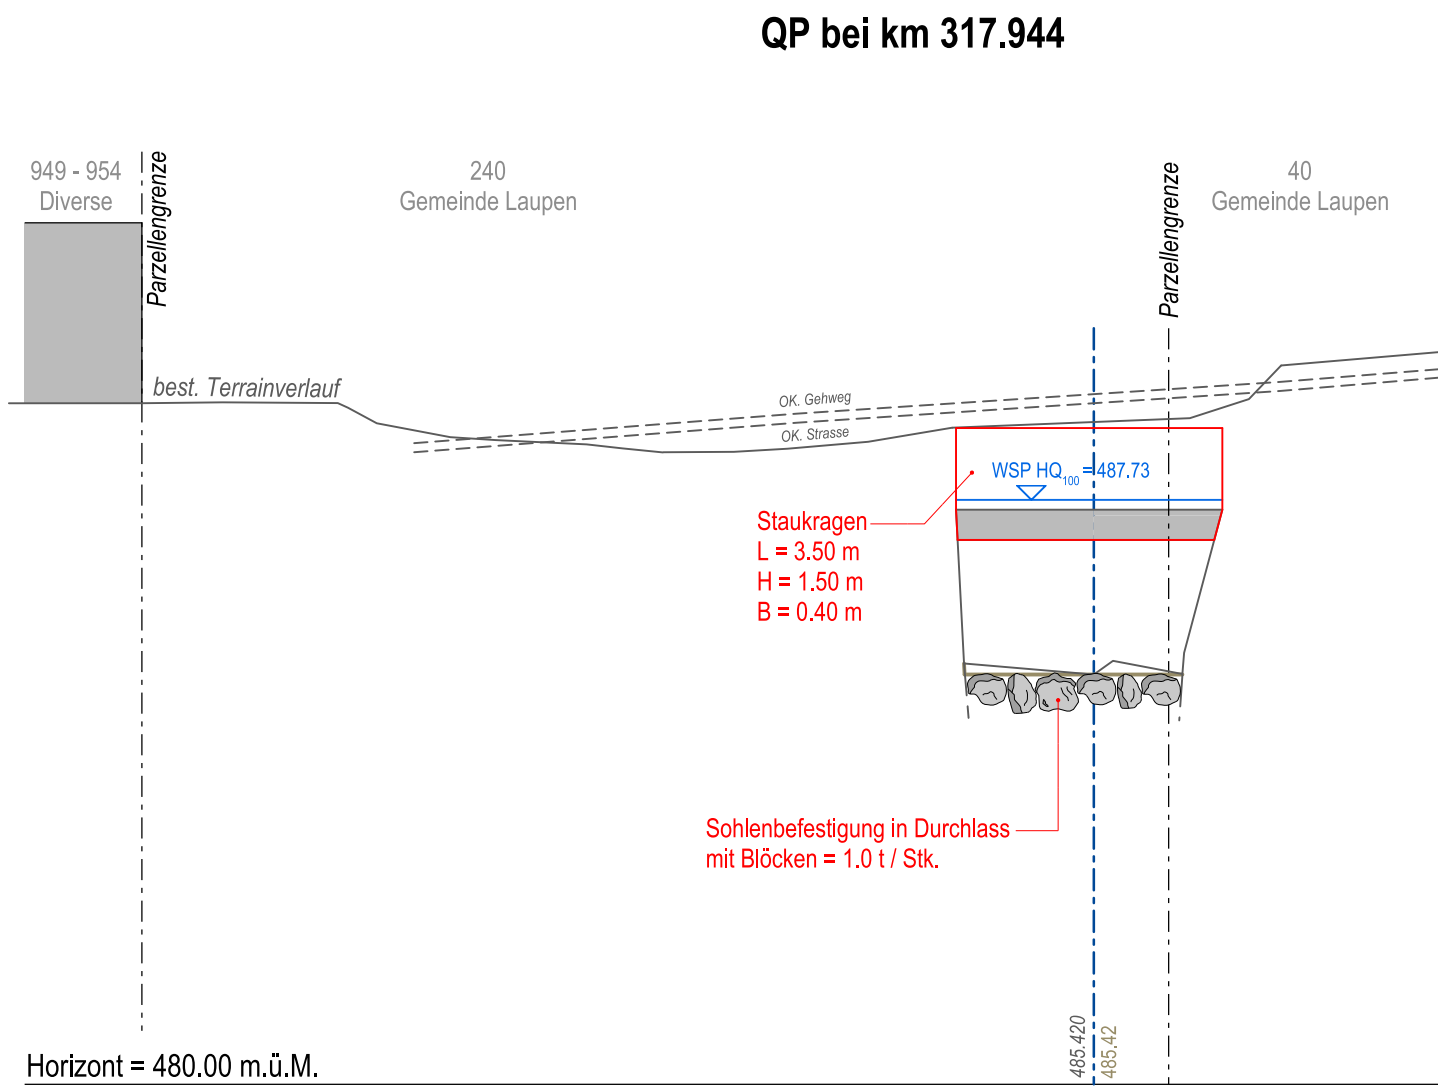 QP bei km 317.944
949 - 954
Diverse
Parzellengrenze
240
Gemeinde Laupen
Parzellengrenze
40
Gemeinde Laupen
best. Terrainverlauf
OK. Gehweg
OK. Strasse
WSP HQ100 = 487.73
Staukragen
L = 3.50 m
H = 1.50 m
B = 0.40 m
Sohlenbefestigung in Durchlass
mit Blöcken = 1.0 t / Stk.
485.420
485.42
Horizont = 480.00 m.ü.M.